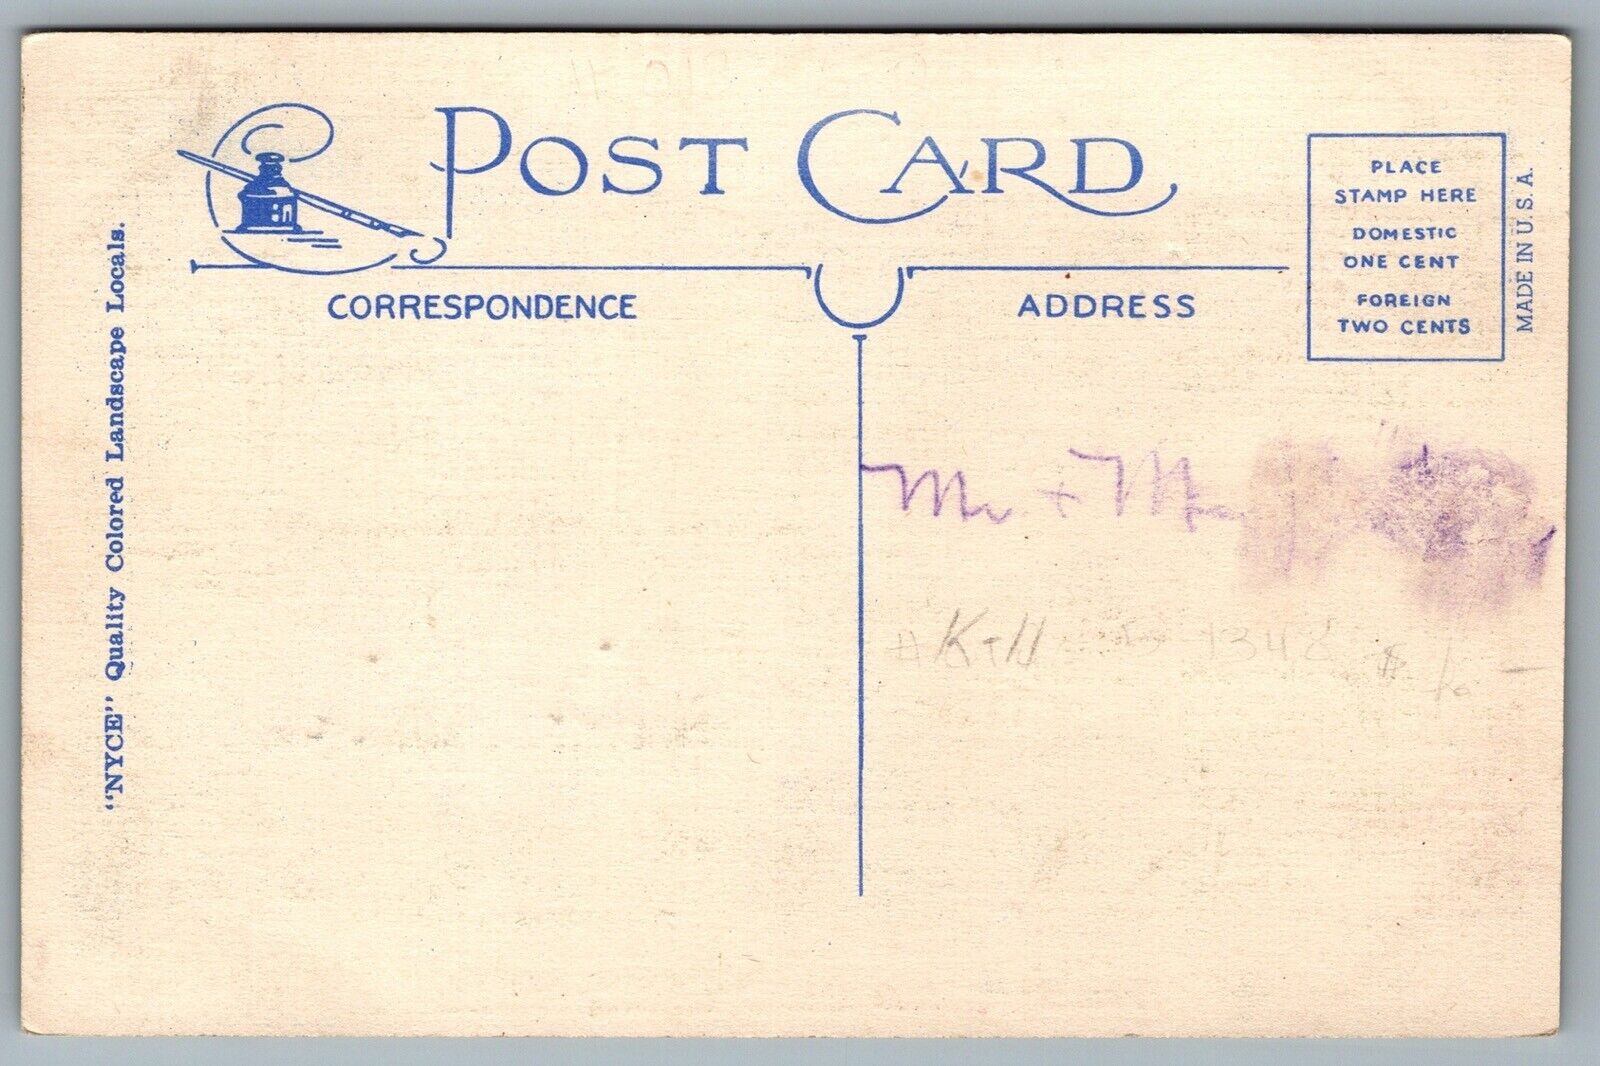 POST CARD
PLACE
STAMP HERE
DOMESTIC
ONE CENT
FOREIGN
TWO CENTS
MADE IN U.S.A.
CORRESPONDENCE
ADDRESS
"NYCE" Quality Colored Landscape Locals.
Mr + Mrs